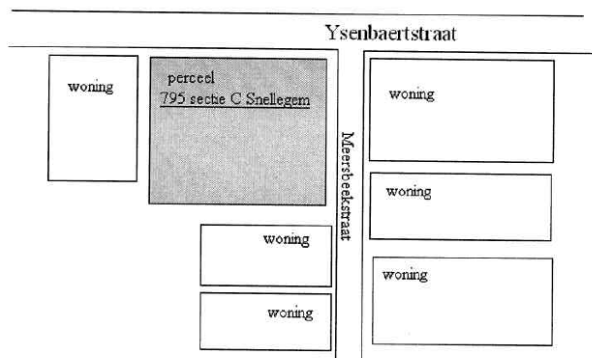 Ysenbaertstraat
woning
perceel
795 sectie C Snellegem
woning
Meersbeekstraat
woning
woning
woning
woning